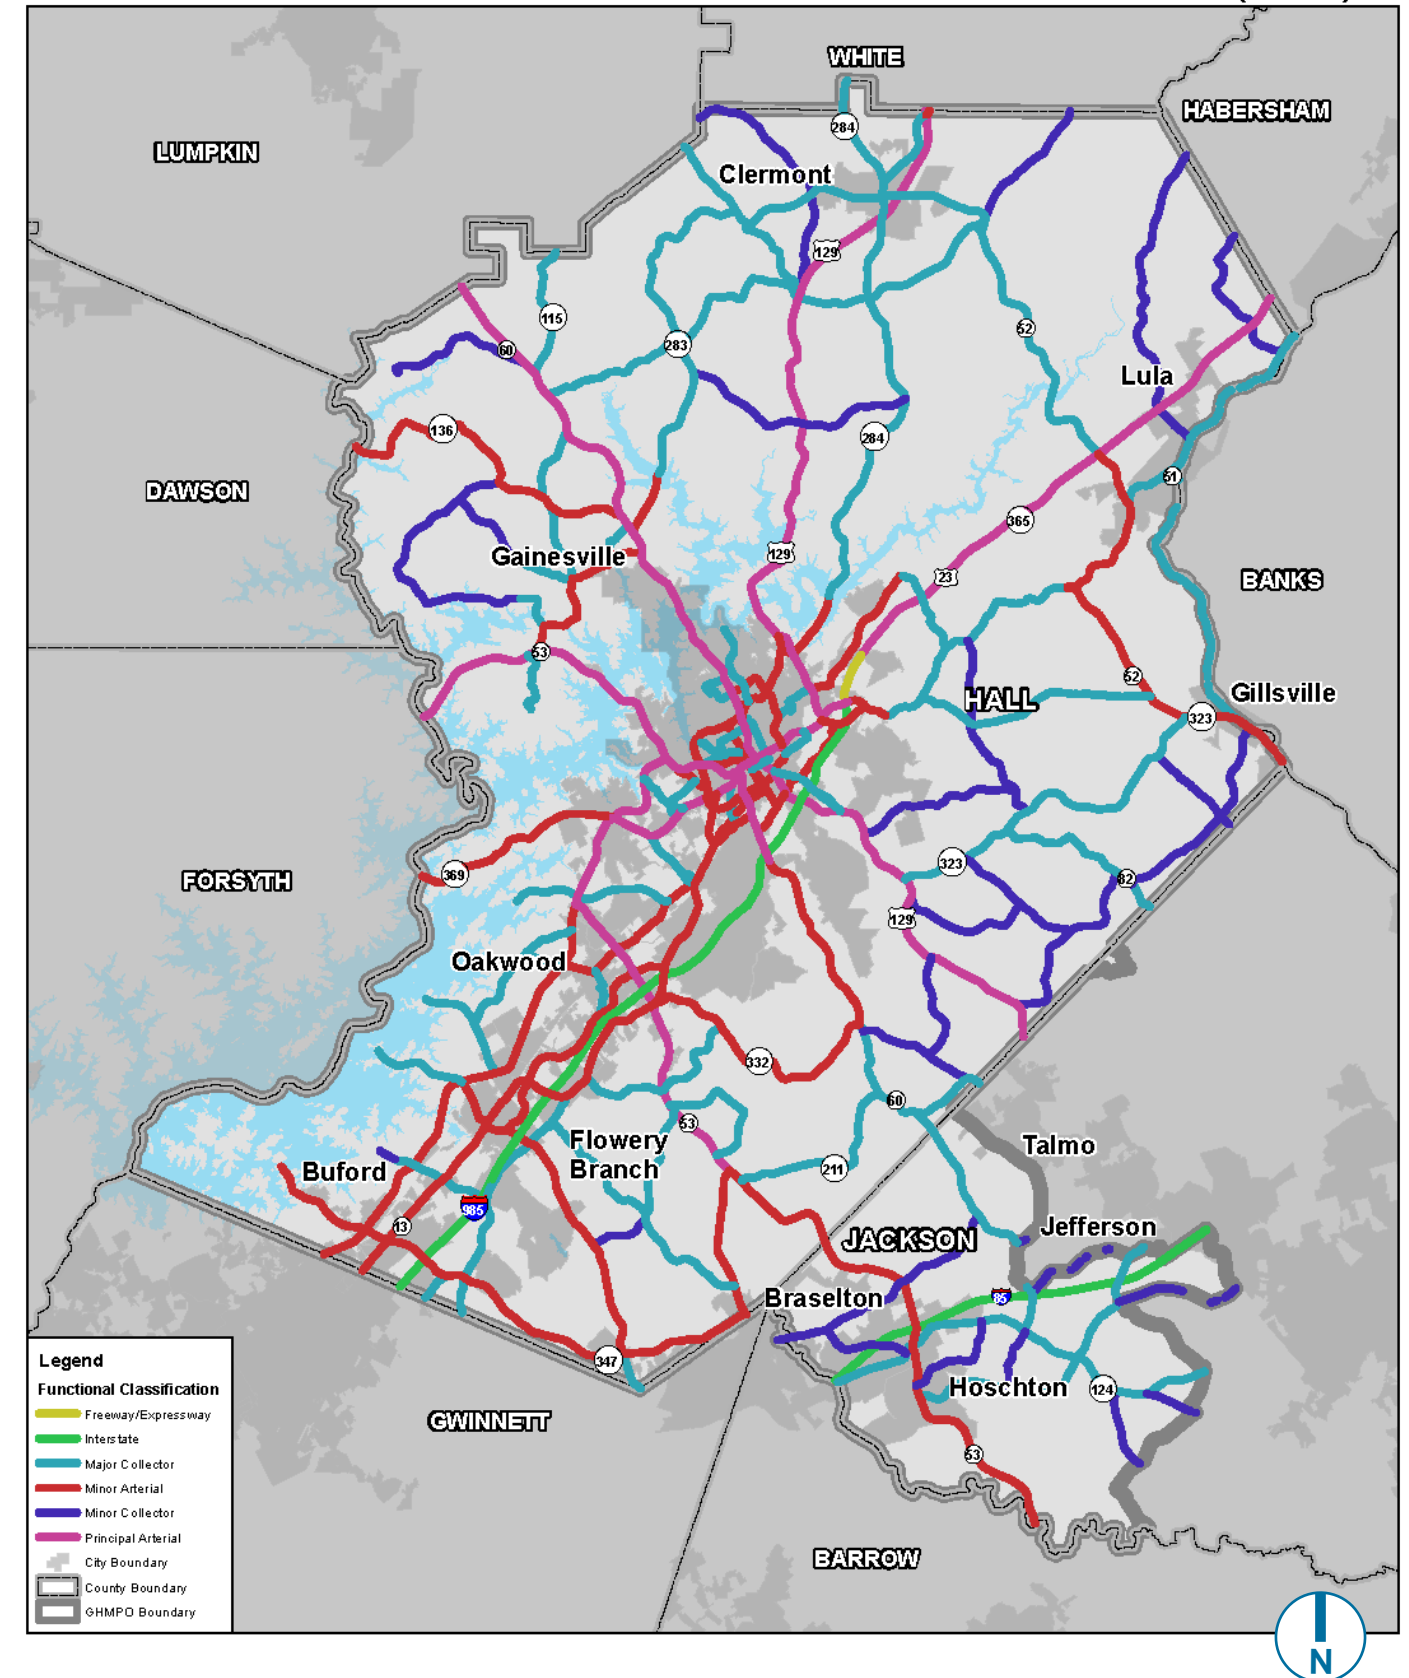 WHITE
HABERSHAM
284
LUMPKIN
Clermont
129
115
52
283
60
Lula
136
284
DAWSON
51
365
Gainesville
129
23
BANKS
53
52
HALL
Gillsville
323
369
323
82
FORSYTH
129
Oakwood
332
60
53
Flowery
Branch
Talmo
211
Buford
985
13
JACKSON
Jefferson
85
Braselton
347
Hoschton
124
GWINNETT
53
BARROW
Legend
Functional Classification
Freeway/Expressway
Interstate
Major Collector
Minor Arterial
Minor Collector
Principal Arterial
City Boundary
County Boundary
GHMPO Boundary
N